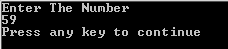 Enter The Number
59
Press any key to continue